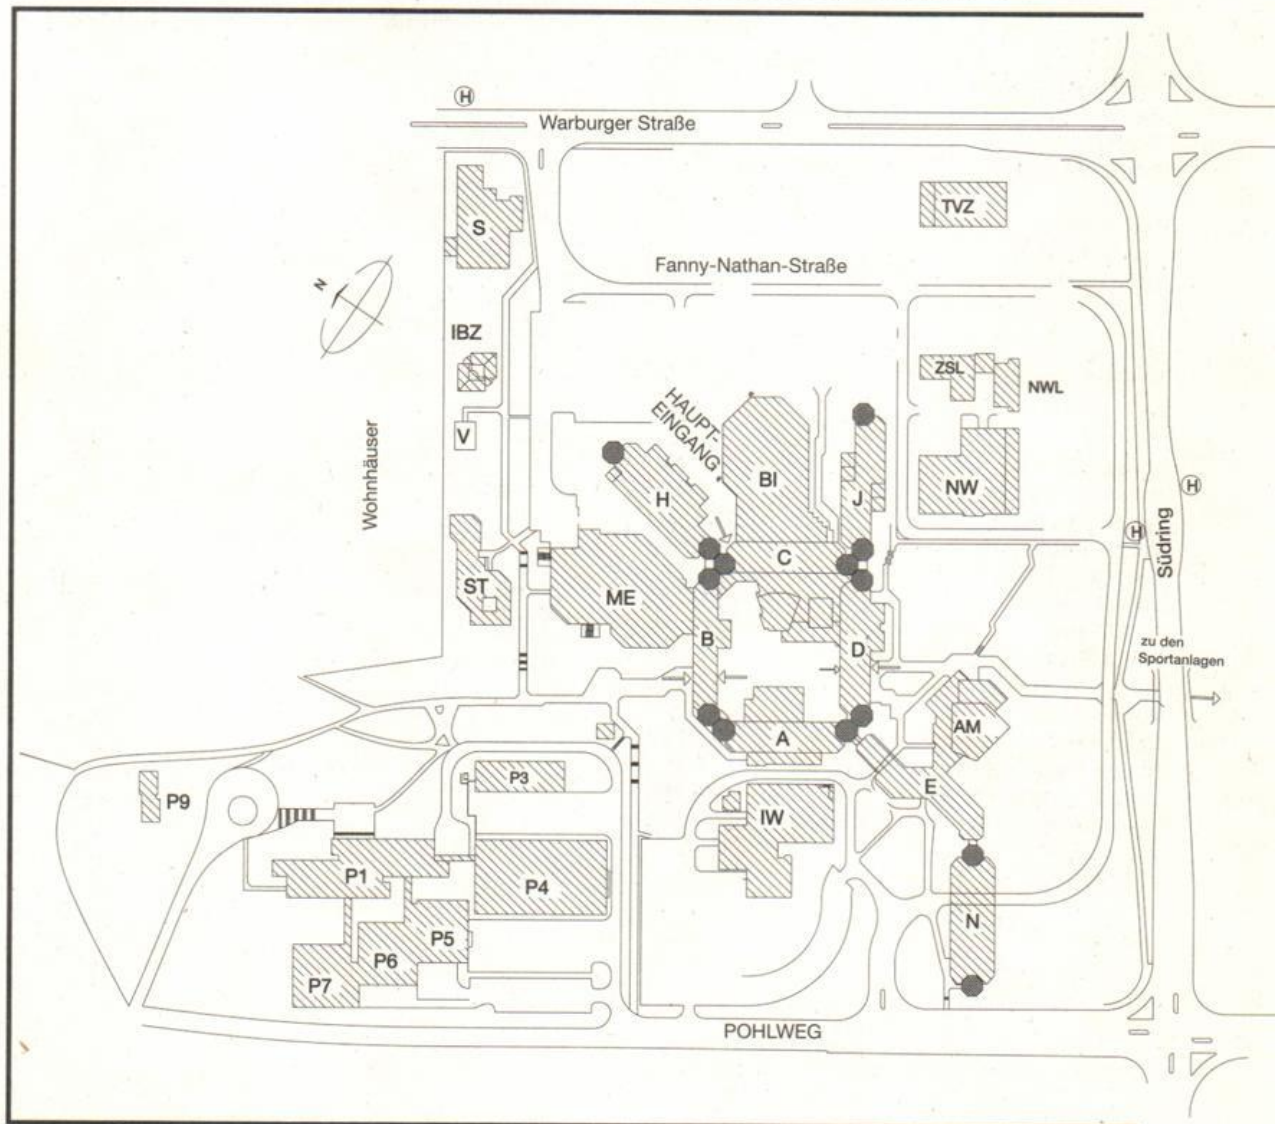 H
Warburger Straße
S
TVZ
Fanny-Nathan-Straße
N
IBZ
ZSL
NWL
HAUPT-
EINGANG
V
Wohnhäuser
H
BI
J
NW
H
H
Südring
C
ST
ME
B
D
zu den
Sportanlagen
AM
A
P3
E
P9
IW
P1
P4
N
P5
P6
P7
POHLWEG